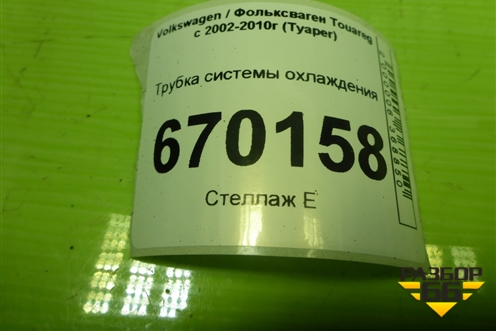 Volkswagen / Фольксваген Touareg
с 2002-2010г (Туарег)
Трубка системы охлаждения
670158
Стеллаж Е
РАЗБОР
66